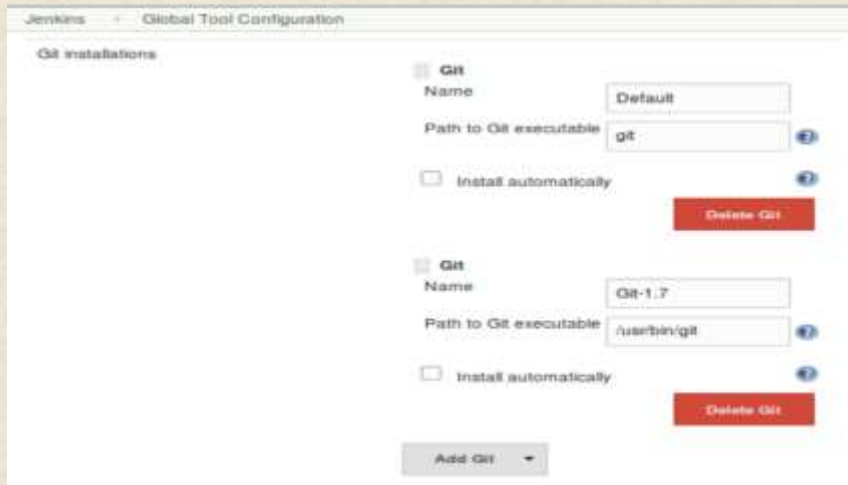 Jenkins Global Tool Configuration
Git installations
Git
Name Default
Path to Git executable git
Install automatically
Delete Git
Git
Name Git-1.7
Path to Git executable /usr/bin/git
Install automatically
Delete Git
Add Git